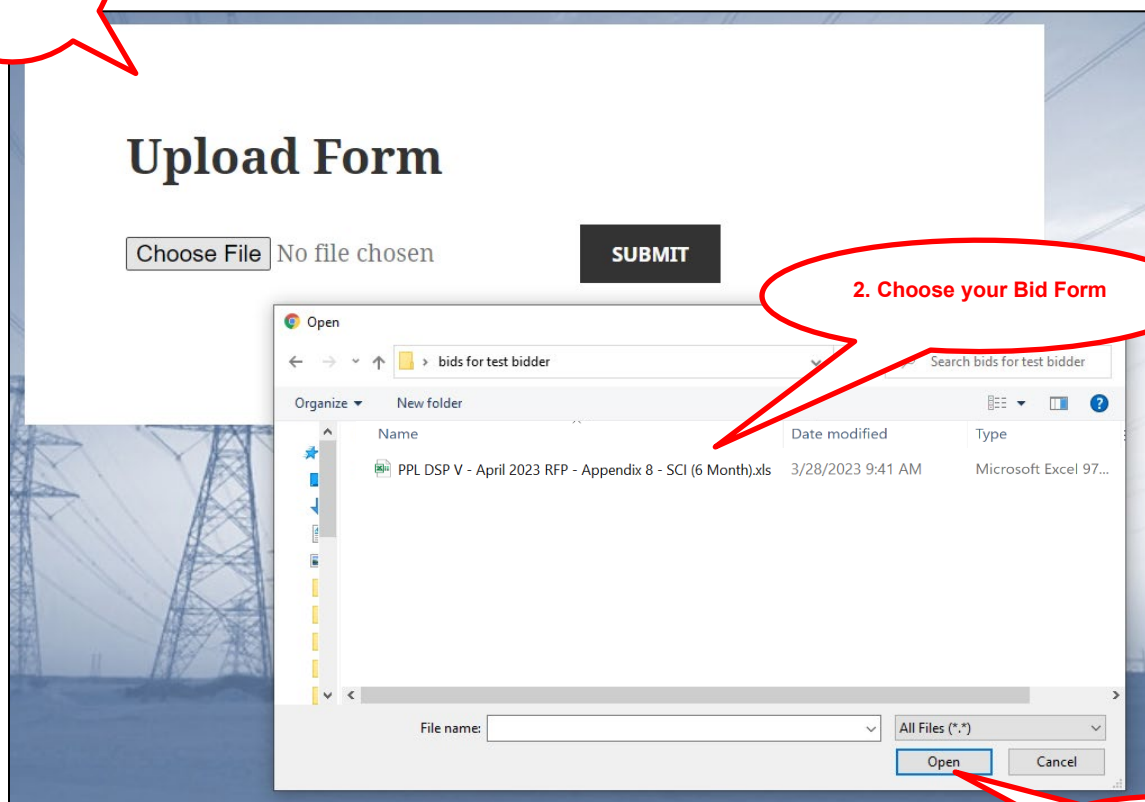 Upload Form
Choose File No file chosen
SUBMIT
2. Choose your Bid Form
Open
bids for test bidder
Search bids for test bidder
Organize
New folder
Name
Date modified
Type
PPL DSP V - April 2023 RFP - Appendix 8 - SCI (6 Month).xls
3/28/2023 9:41 AM
Microsoft Excel 97...
File name:
All Files (*.*)
Open
Cancel